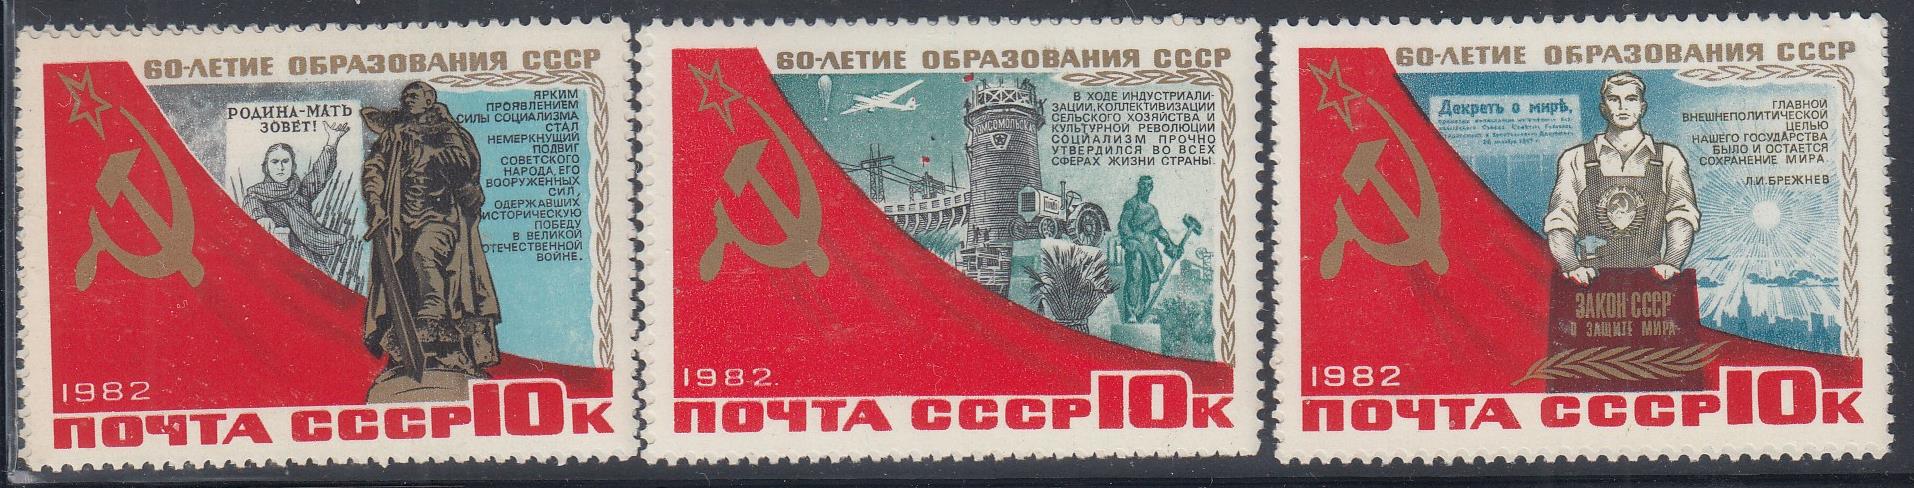 60-ЛЕТИЕ ОБРАЗОВАНИЯ СССР
РОДИНА-МАТЬ
ЗОВЕТ!
ЯРКИМ
ПРОЯВЛЕНИЕМ
СИЛЫ СОЦИАЛИЗМА
СТАЛ
НЕМЕРКНУЩИЙ
ПОДВИГ
СОВЕТСКОГО
НАРОДА, ЕГО
ВООРУЖЕННЫХ
СИЛ,
ОДЕРЖАВШИХ
ИСТОРИЧЕСКУЮ
ПОБЕДУ
В ВЕЛИКОЙ
ОТЕЧЕСТВЕННОЙ
ВОЙНЕ.
1982
ПОЧТА СССР 10К
60-ЛЕТИЕ ОБРАЗОВАНИЯ СССР
В ХОДЕ ИНДУСТРИАЛИ-
ЗАЦИИ, КОЛЛЕКТИВИЗАЦИИ
СЕЛЬСКОГО ХОЗЯЙСТВА И
КУЛЬТУРНОЙ РЕВОЛЮЦИИ
СОЦИАЛИЗМ ПРОЧНО
УТВЕРДИЛСЯ ВО ВСЕХ
СФЕРАХ ЖИЗНИ СТРАНЫ.
КОМСОМОЛЬСКАЯ
1982
ПОЧТА СССР 10К
60-ЛЕТИЕ ОБРАЗОВАНИЯ СССР
Декретъ о мирѣ,
ГЛАВНОЙ
ВНЕШНЕПОЛИТИЧЕСКОЙ
ЦЕЛЬЮ
НАШЕГО ГОСУДАРСТВА
БЫЛО И ОСТАЕТСЯ
СОХРАНЕНИЕ МИРА.
Л.И.БРЕЖНЕВ
ЗАКОН СССР
О ЗАЩИТЕ МИРА
1982
ПОЧТА СССР 10К